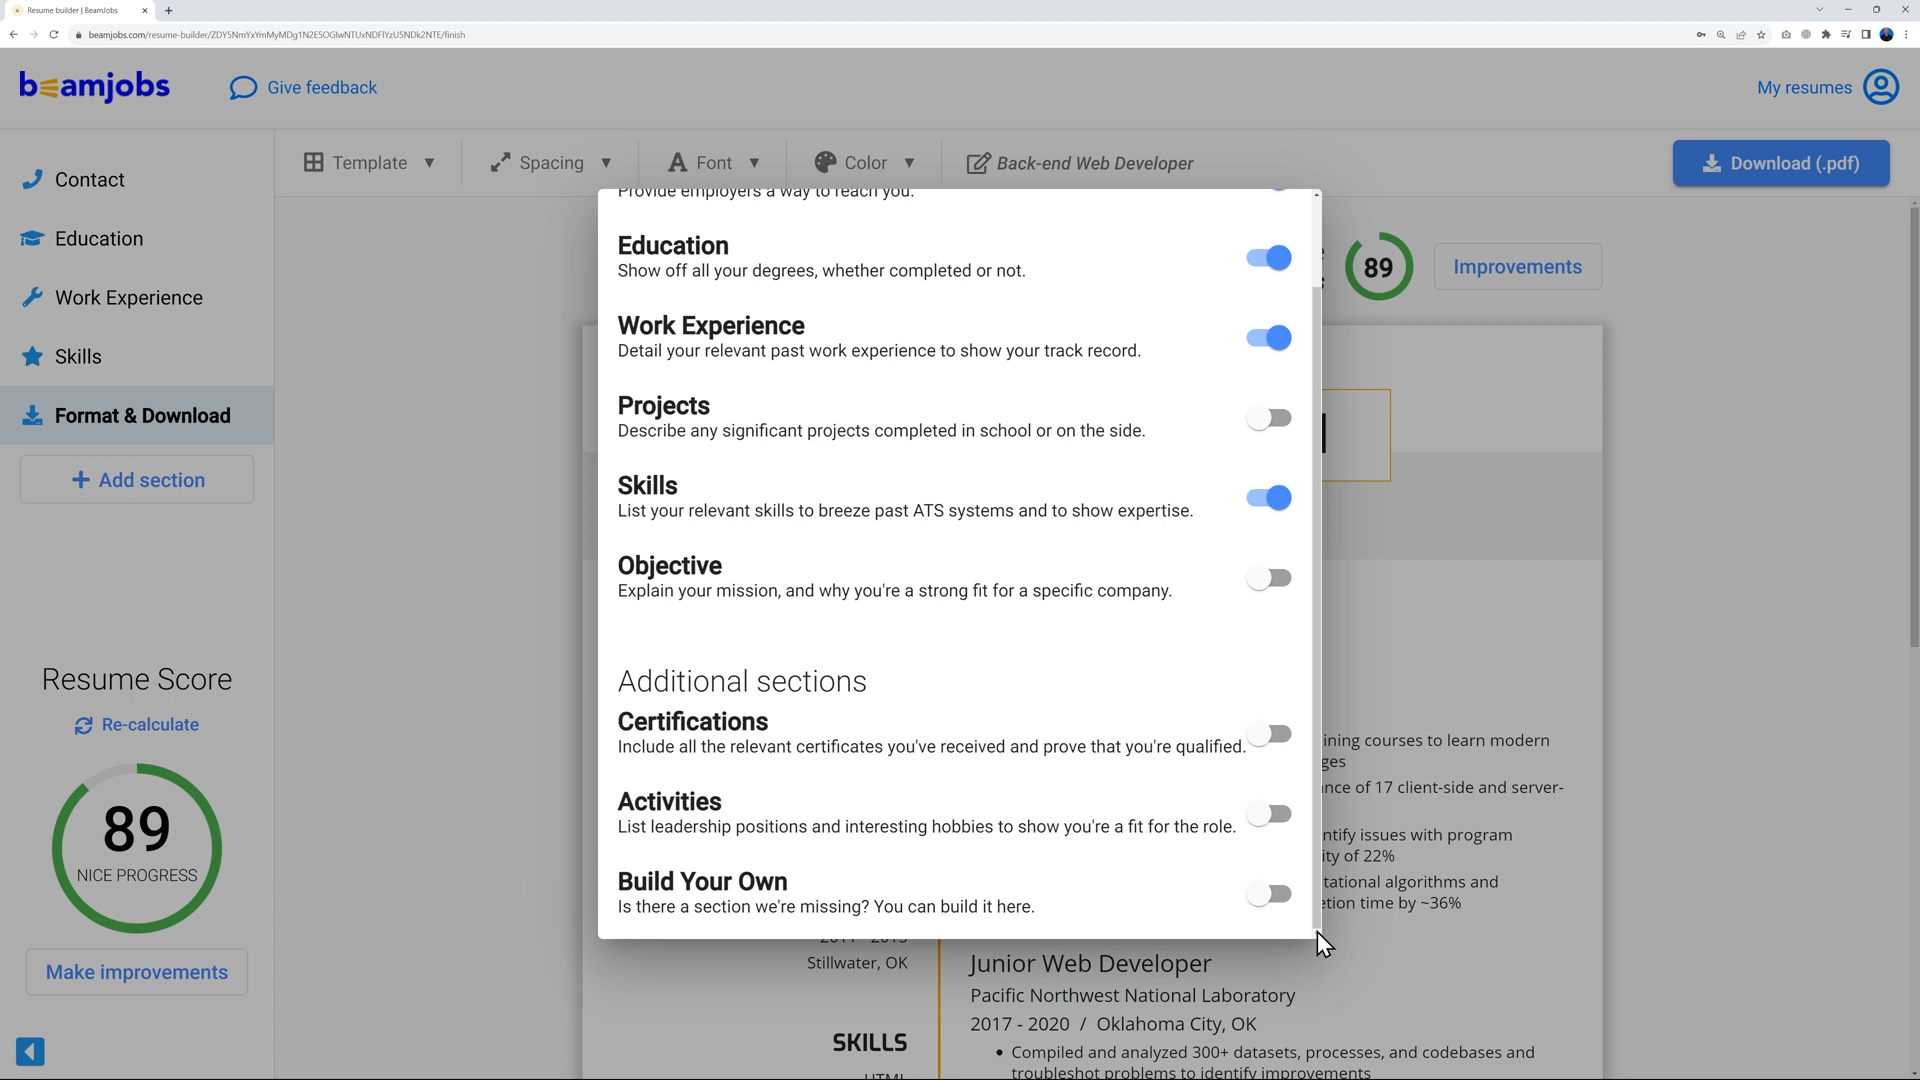 Resume builder | BeamJobs
beamjobs.com/resume-builder/ZDY5NmYxYmMyMDg1N2E5OGIwNTUxNDFlYzU5NDk2NTE/finish
beamjobs
Give feedback
My resumes
Contact
Education
Work Experience
Skills
Format & Download
Add section
Resume Score
Re-calculate
89
NICE PROGRESS
Make improvements
Template
Spacing
Font
Color
Back-end Web Developer
Download (.pdf)
89
Improvements
Provide employers a way to reach you.
Education
Show off all your degrees, whether completed or not.
Work Experience
Detail your relevant past work experience to show your track record.
Projects
Describe any significant projects completed in school or on the side.
Skills
List your relevant skills to breeze past ATS systems and to show expertise.
Objective
Explain your mission, and why you're a strong fit for a specific company.
Additional sections
Certifications
Include all the relevant certificates you've received and prove that you're qualified.
Activities
List leadership positions and interesting hobbies to show you're a fit for the role.
Build Your Own
Is there a section we're missing? You can build it here.
ining courses to learn modern
ges
nce of 17 client-side and server-
ntify issues with program
ity of 22%
tational algorithms and
etion time by ~36%
Stillwater, OK
SKILLS
HTML
Junior Web Developer
Pacific Northwest National Laboratory
2017 - 2020 / Oklahoma City, OK
• Compiled and analyzed 300+ datasets, processes, and codebases and
troubleshot problems to identify improvements